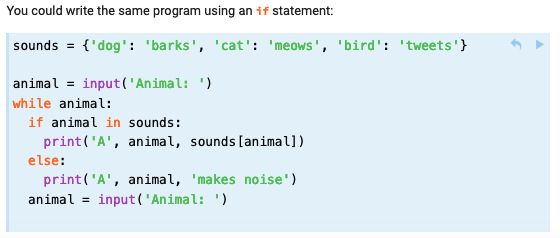 You could write the same program using an if statement:
sounds = {'dog': 'barks', 'cat': 'meows', 'bird': 'tweets'}
animal = input('Animal: ')
while animal:
  if animal in sounds:
    print('A', animal, sounds[animal])
  else:
    print('A', animal, 'makes noise')
  animal = input('Animal: ')